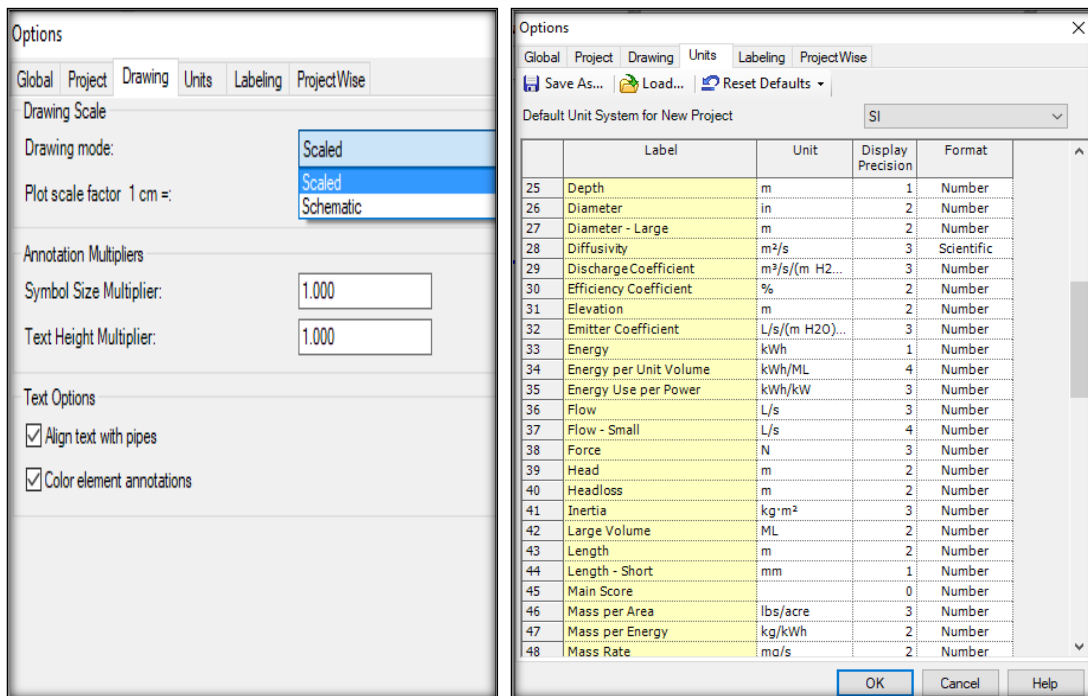 Options
Global Project Drawing Units Labeling ProjectWise
Drawing Scale
Drawing mode: Scaled
Scaled
Plot scale factor 1 cm =:
Schematic
Annotation Multipliers
Symbol Size Multiplier: 1.000
Text Height Multiplier: 1.000
Text Options
Align text with pipes
Color element annotations
Options
Global Project Drawing Units Labeling ProjectWise
Save As... Load... Reset Defaults
Default Unit System for New Project SI
Label Unit Display Precision Format
25 Depth m 1 Number
26 Diameter in 2 Number
27 Diameter - Large m 2 Number
28 Diffusivity m²/s 3 Scientific
29 Discharge Coefficient m³/s/(m H2... 3 Number
30 Efficiency Coefficient % 2 Number
31 Elevation m 2 Number
32 Emitter Coefficient L/s/(m H2O)... 3 Number
33 Energy kWh 1 Number
34 Energy per Unit Volume kWh/ML 4 Number
35 Energy Use per Power kWh/kW 3 Number
36 Flow L/s 3 Number
37 Flow - Small L/s 4 Number
38 Force N 3 Number
39 Head m 2 Number
40 Headloss m 2 Number
41 Inertia kg·m² 3 Number
42 Large Volume ML 2 Number
43 Length m 2 Number
44 Length - Short mm 1 Number
45 Main Score 0 Number
46 Mass per Area lbs/acre 3 Number
47 Mass per Energy kg/kWh 2 Number
48 Mass Rate mg/s 2 Number
OK Cancel Help